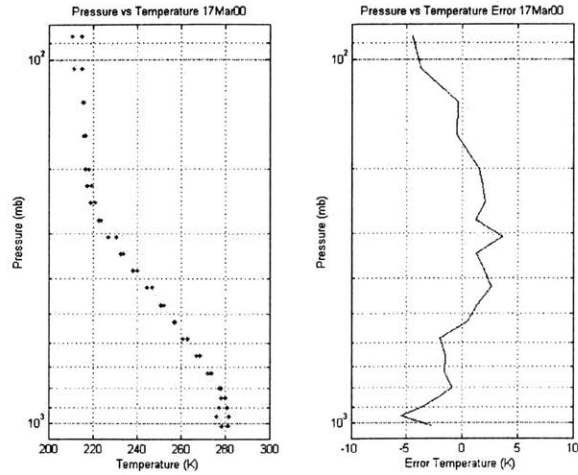 Pressure vs Temperature 17Mar00
Pressure (mb)
10²
10³
200 220 240 260 280 300
Temperature (K)
Pressure vs Temperature Error 17Mar00
Pressure (mb)
10²
10³
-10 -5 0 5 10
Error Temperature (K)